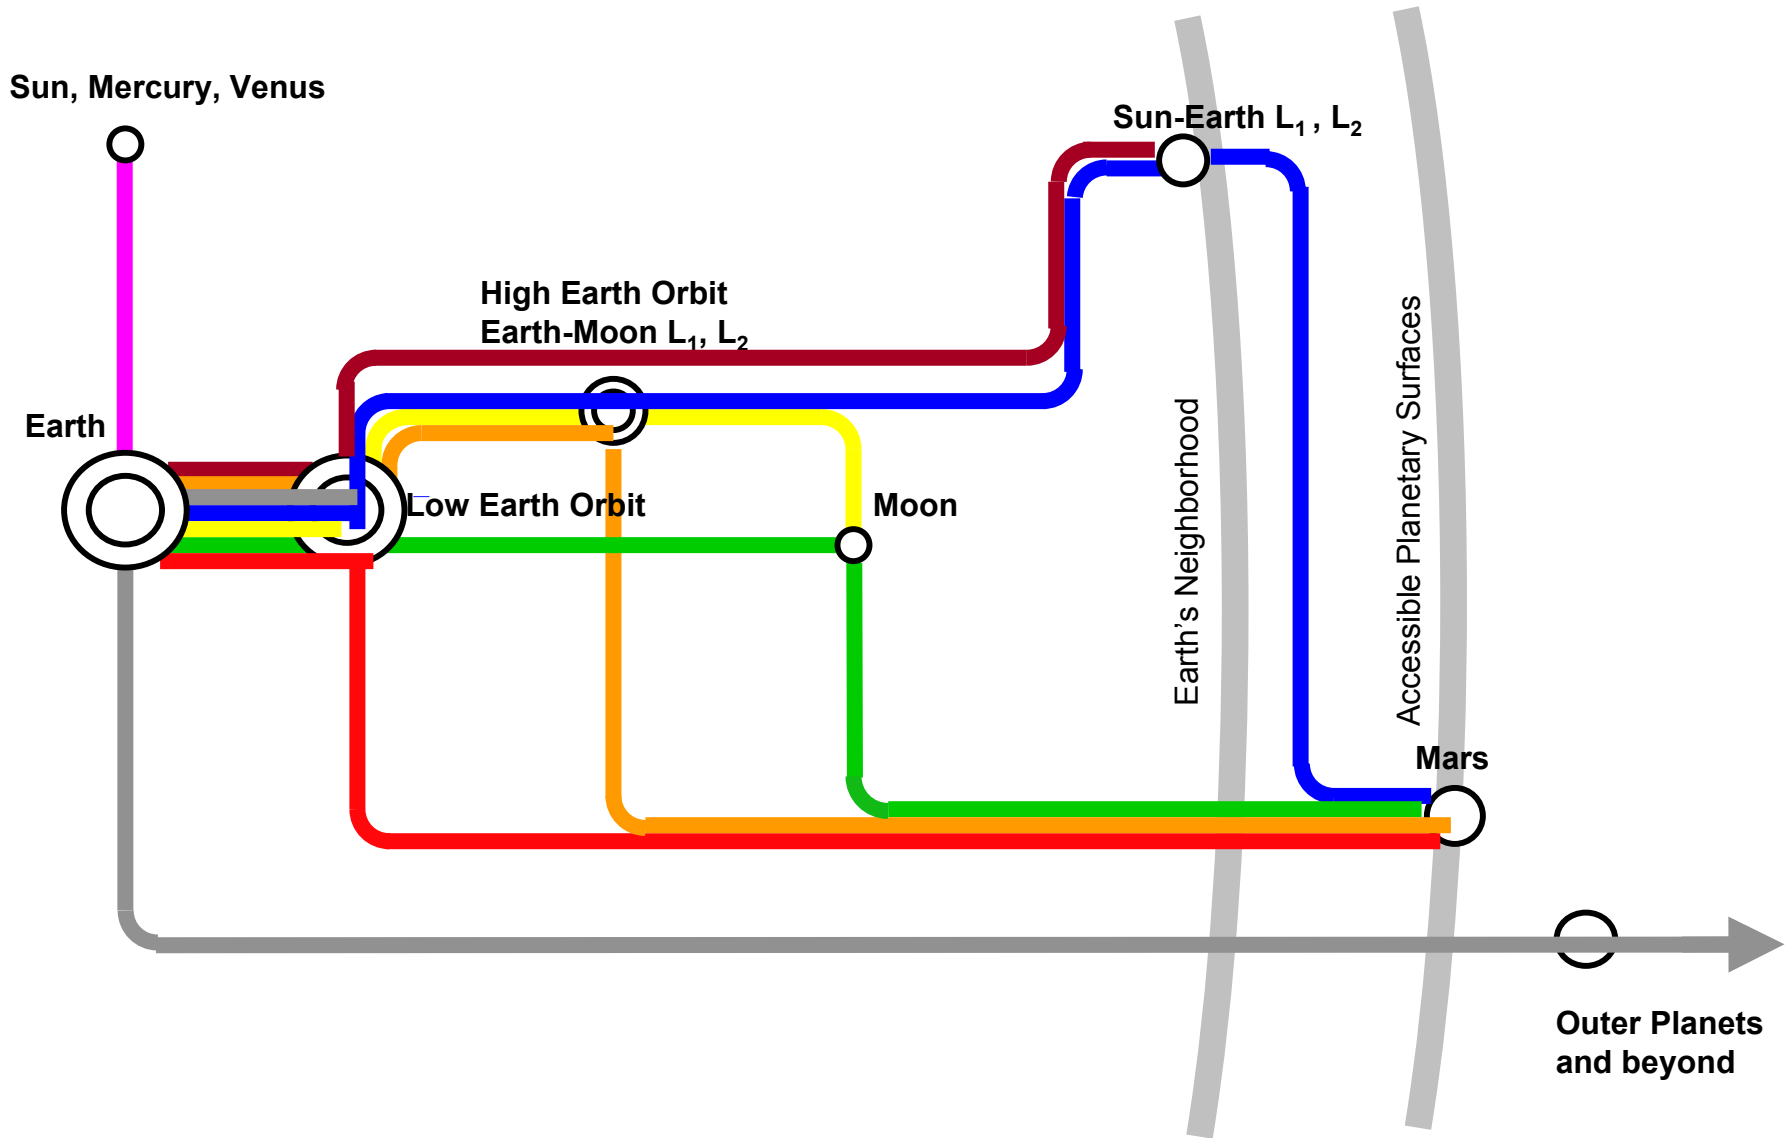 Sun, Mercury, Venus
Sun-Earth L₁ , L₂
High Earth Orbit
Earth-Moon L₁, L₂
Earth
Low Earth Orbit
Moon
Earth’s Neighborhood
Accessible Planetary Surfaces
Mars
Outer Planets
and beyond